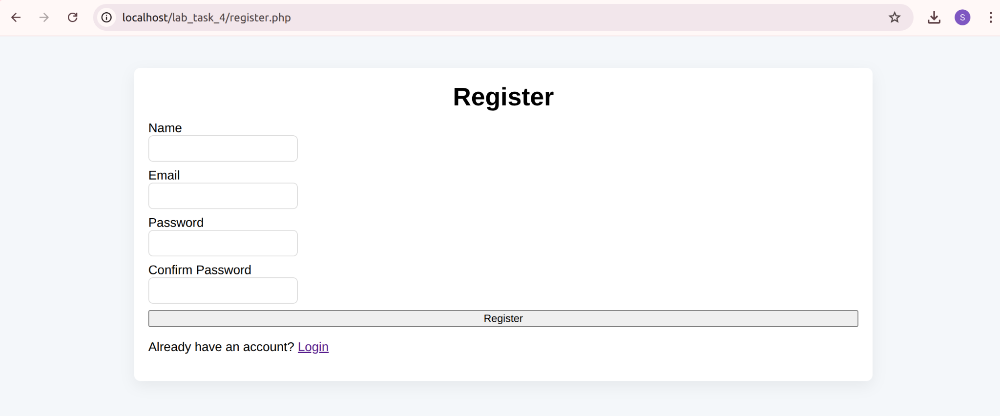 localhost/lab_task_4/register.php
S
Register
Name
Email
Password
Confirm Password
Register
Already have an account? Login